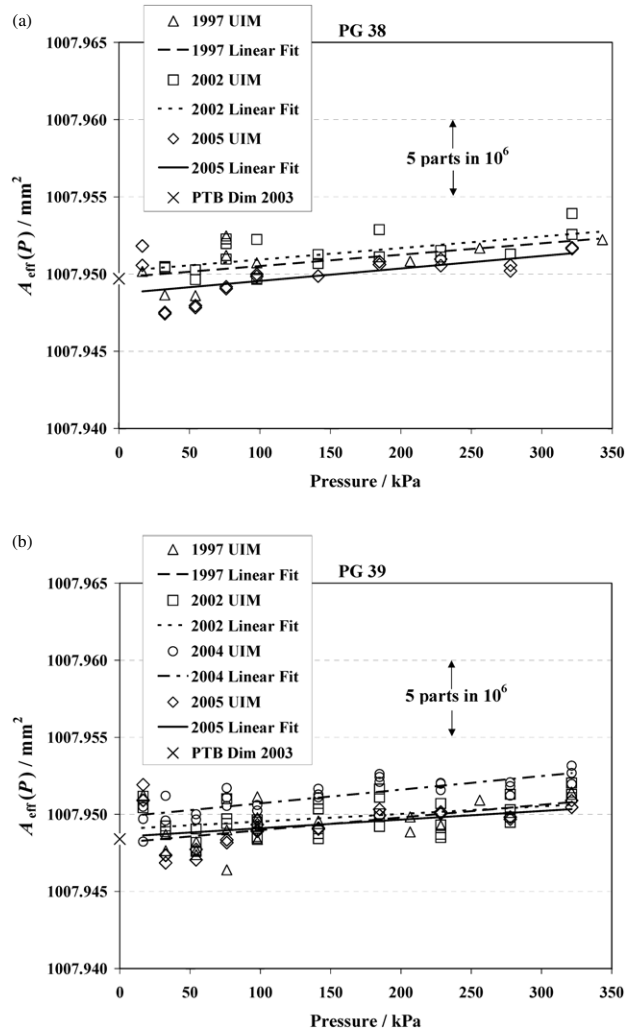 (a)
PG 38
1997 UIM
1997 Linear Fit
2002 UIM
2002 Linear Fit
2005 UIM
2005 Linear Fit
PTB Dim 2003
5 parts in 10⁶
A eff (P) / mm²
1007.965
1007.960
1007.955
1007.950
1007.945
1007.940
0 50 100 150 200 250 300 350
Pressure / kPa
(b)
PG 39
1997 UIM
1997 Linear Fit
2002 UIM
2002 Linear Fit
2004 UIM
2004 Linear Fit
2005 UIM
2005 Linear Fit
PTB Dim 2003
5 parts in 10⁶
A eff (P) / mm²
1007.965
1007.960
1007.955
1007.950
1007.945
1007.940
0 50 100 150 200 250 300 350
Pressure / kPa